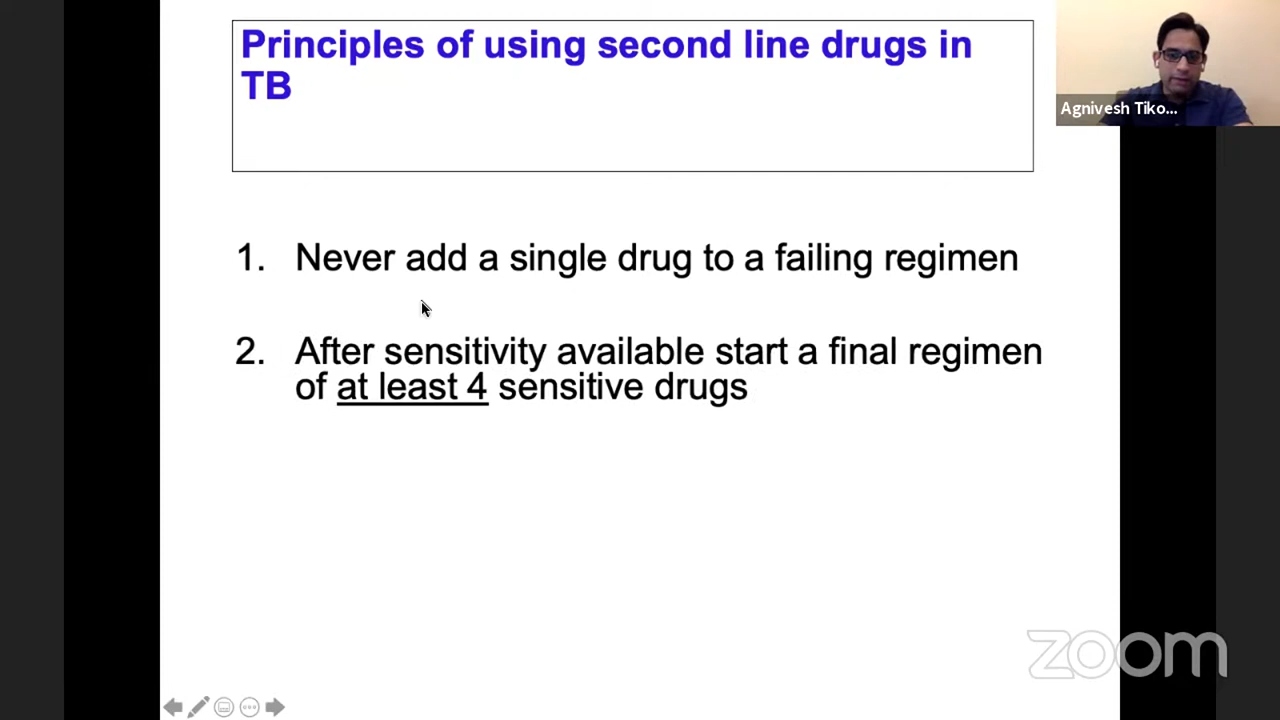 Principles of using second line drugs in
TB
Agnivesh Tiko...
1. Never add a single drug to a failing regimen
2. After sensitivity available start a final regimen
of at least 4 sensitive drugs
zoom